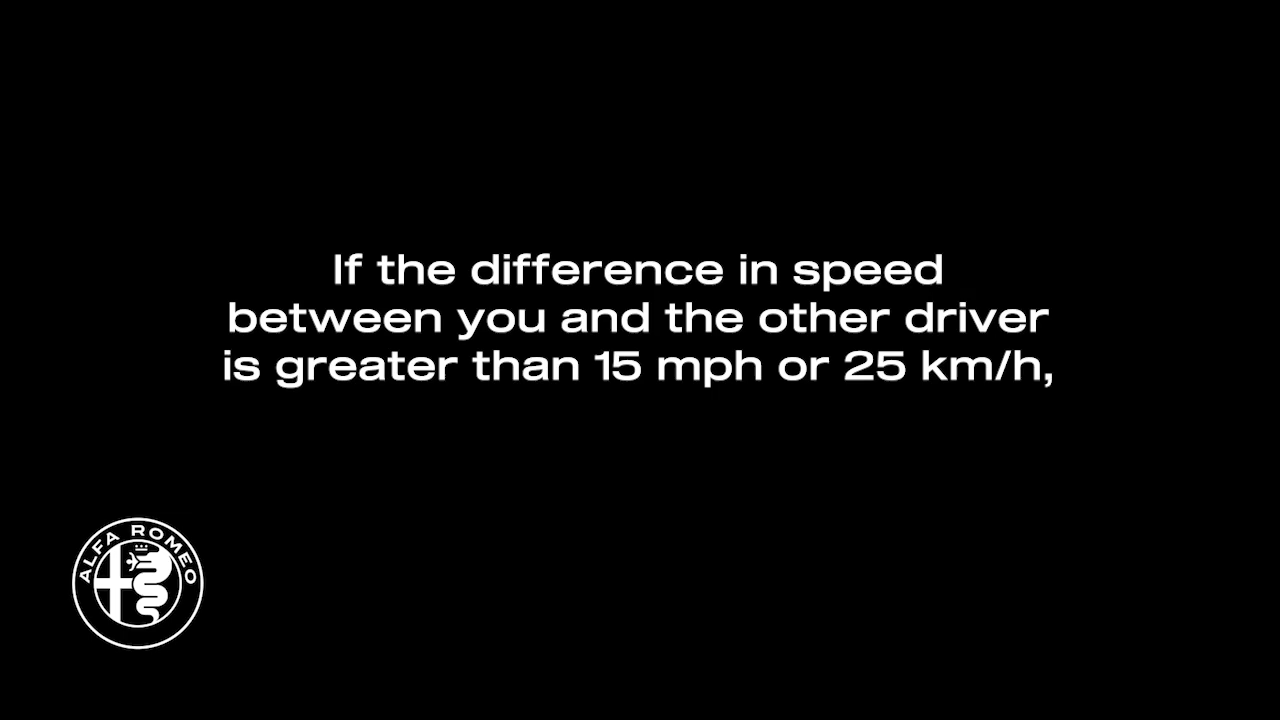 If the difference in speed
between you and the other driver
is greater than 15 mph or 25 km/h,
ALFA ROMEO